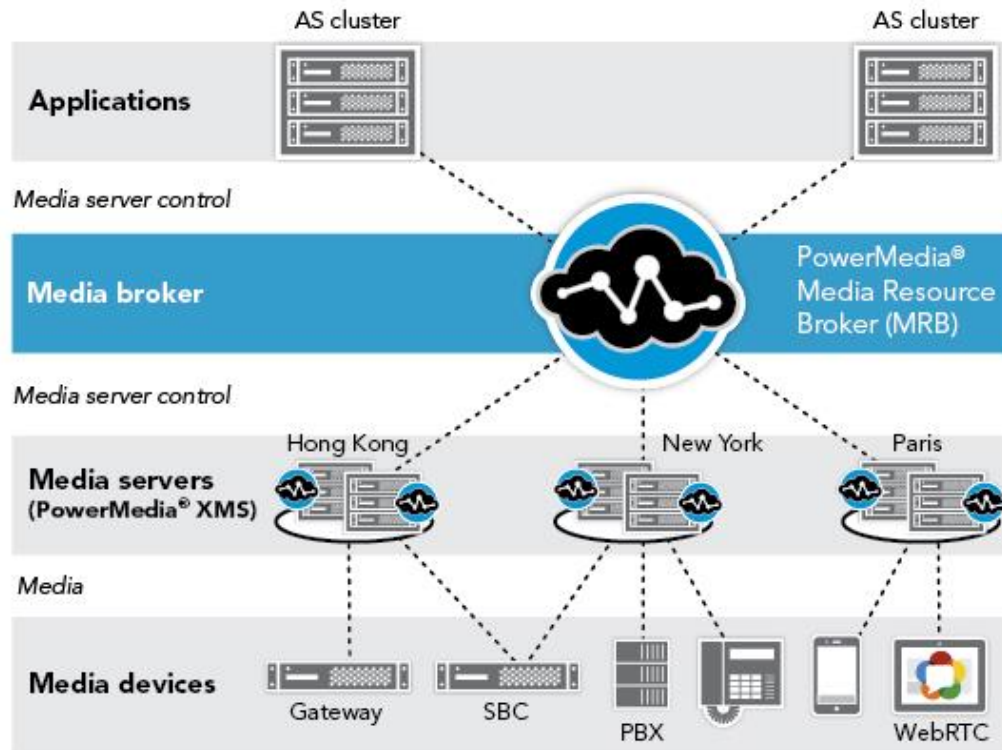 AS cluster
AS cluster
Applications
Media server control
Media broker
PowerMedia®
Media Resource
Broker (MRB)
Media server control
Hong Kong
New York
Paris
Media servers
(PowerMedia® XMS)
Media
Media devices
Gateway
SBC
PBX
WebRTC